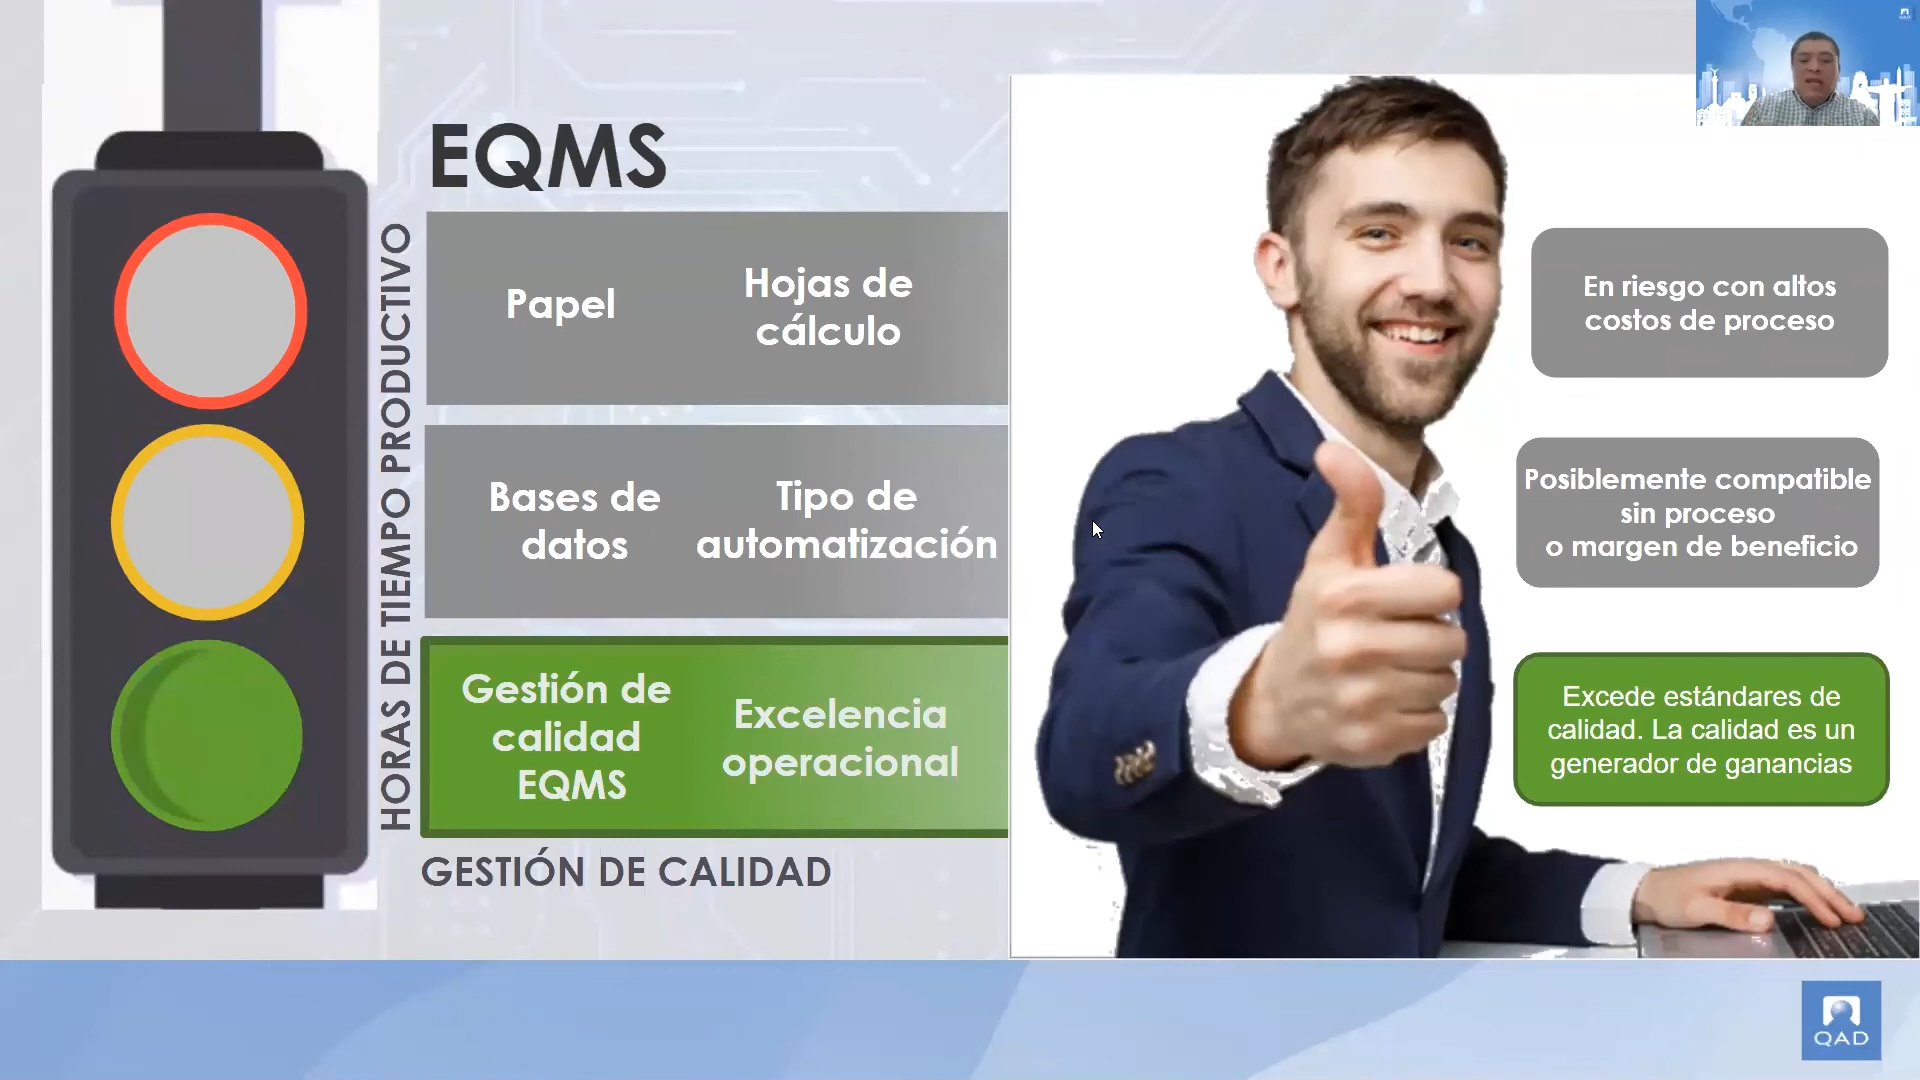 EQMS
HORAS DE TIEMPO PRODUCTIVO
Papel
Hojas de
cálculo
En riesgo con altos
costos de proceso
Bases de
datos
Tipo de
automatización
Posiblemente compatible
sin proceso
o margen de beneficio
Gestión de
calidad
EQMS
Excelencia
operacional
Excede estándares de
calidad. La calidad es un
generador de ganancias
GESTIÓN DE CALIDAD
QAD